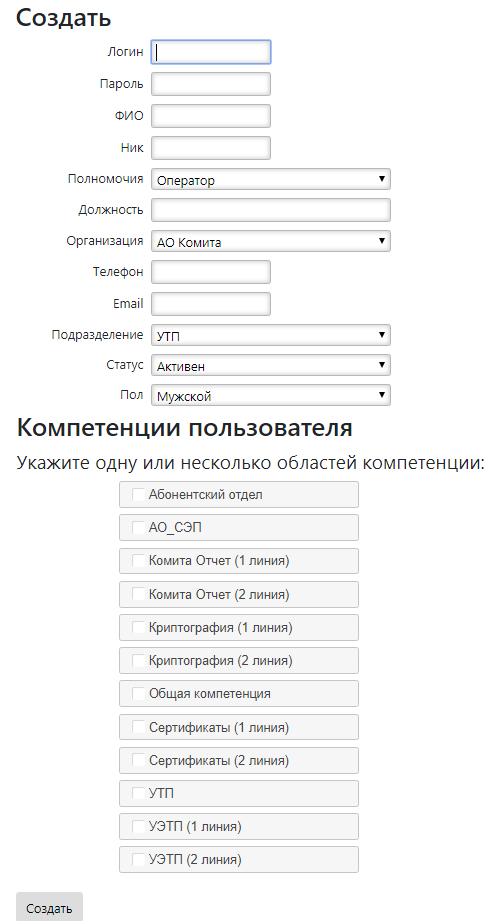 Создать
Логин
Пароль
ФИО
Ник
Полномочия Оператор
Должность
Организация АО Комита
Телефон
Email
Подразделение УТП
Статус Активен
Пол Мужской
Компетенции пользователя
Укажите одну или несколько областей компетенции:
Абонентский отдел
АО_СЭП
Комита Отчет (1 линия)
Комита Отчет (2 линия)
Криптография (1 линия)
Криптография (2 линия)
Общая компетенция
Сертификаты (1 линия)
Сертификаты (2 линия)
УТП
УЭТП (1 линия)
УЭТП (2 линия)
Создать